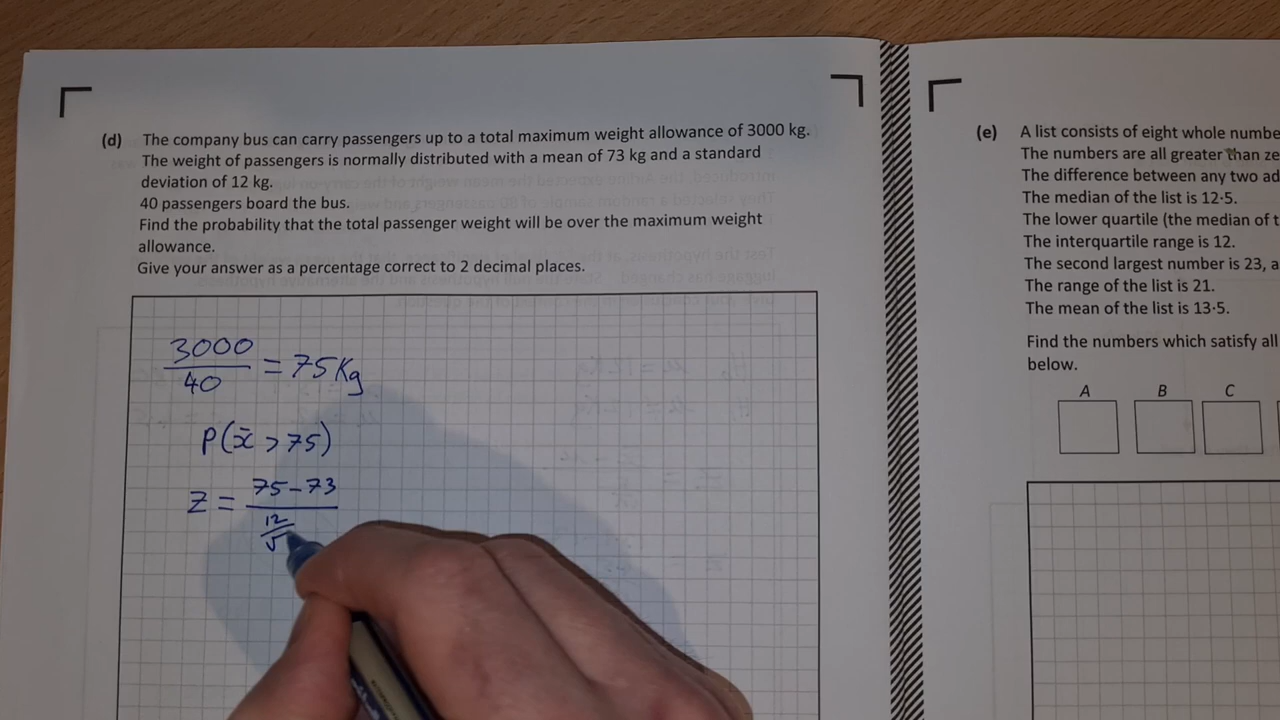 (d) The company bus can carry passengers up to a total maximum weight allowance of 3000 kg.
The weight of passengers is normally distributed with a mean of 73 kg and a standard
deviation of 12 kg.
40 passengers board the bus.
Find the probability that the total passenger weight will be over the maximum weight
allowance.
Give your answer as a percentage correct to 2 decimal places.
3000
40
= 75 Kg
P(x̄ > 75)
Z =
75 - 73
12
√
(e) A list consists of eight whole numbe
The numbers are all greater than ze
The difference between any two ad
The median of the list is 12·5.
The lower quartile (the median of t
The interquartile range is 12.
The second largest number is 23, a
The range of the list is 21.
The mean of the list is 13·5.
Find the numbers which satisfy all
below.
A B C